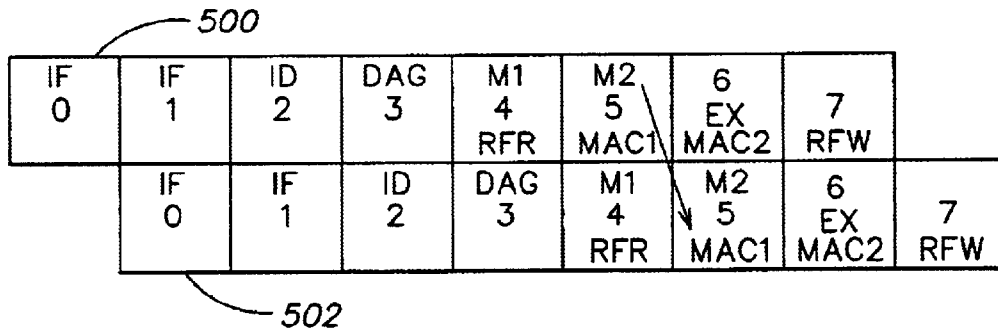 500
IF IF ID DAG M1 M2 6
0 1 2 3 4 5 EX 7
RFR MAC1 MAC2 RFW
IF IF ID DAG M1 M2 6
0 1 2 3 4 5 EX 7
RFR MAC1 MAC2 RFW
502